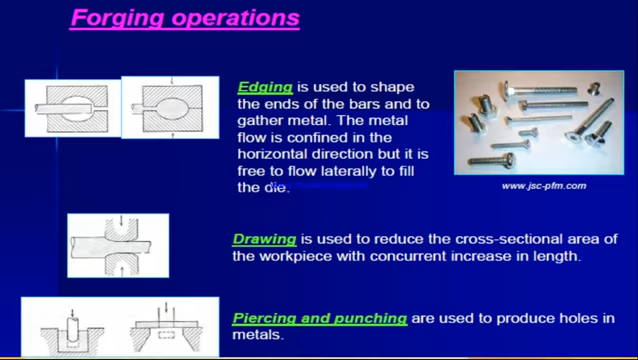 Forging operations
Edging is used to shape
the ends of the bars and to
gather metal. The metal
flow is confined in the
horizontal direction but it is
free to flow laterally to fill
the die.
www.jsc-pfm.com
Drawing is used to reduce the cross-sectional area of
the workpiece with concurrent increase in length.
Piercing and punching are used to produce holes in
metals.